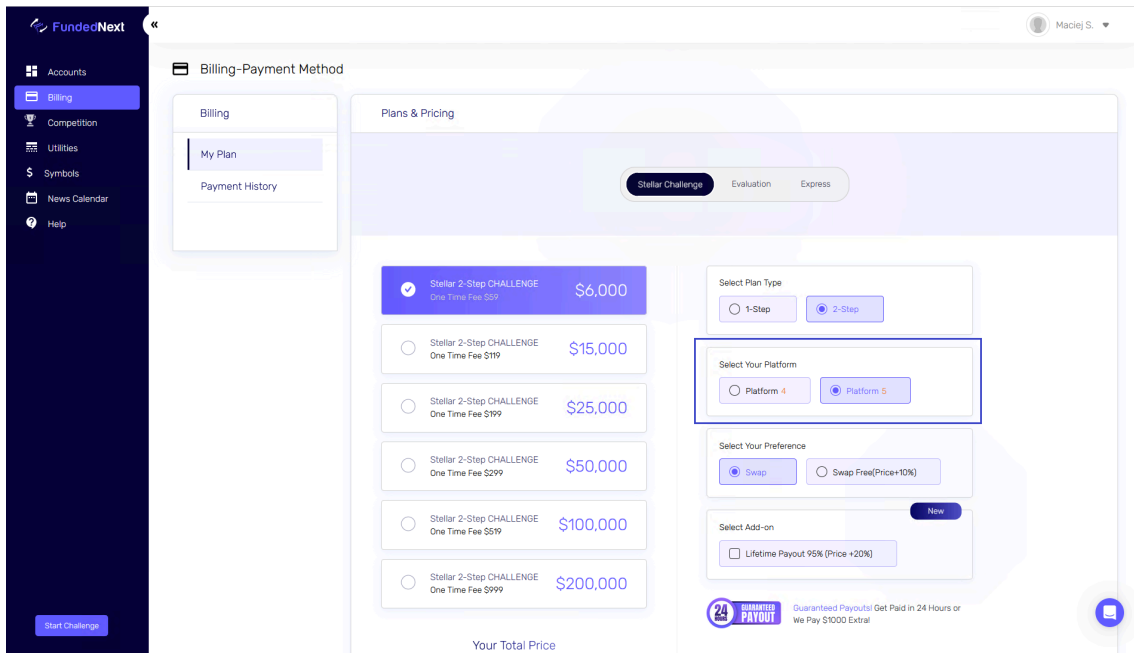 FundedNext
«
Maciej S.
Accounts
Billing
Competition
Utilities
$ Symbols
News Calendar
Help
Start Challenge
Billing-Payment Method
Billing
My Plan
Payment History
Plans & Pricing
Stellar Challenge Evaluation Express
Stellar 2-Step CHALLENGE
One Time Fee $59
$6,000
Stellar 2-Step CHALLENGE
One Time Fee $119
$15,000
Stellar 2-Step CHALLENGE
One Time Fee $199
$25,000
Stellar 2-Step CHALLENGE
One Time Fee $299
$50,000
Stellar 2-Step CHALLENGE
One Time Fee $519
$100,000
Stellar 2-Step CHALLENGE
One Time Fee $999
$200,000
Your Total Price
Select Plan Type
1-Step 2-Step
Select Your Platform
Platform 4 Platform 5
Select Your Preference
Swap Swap Free(Price+10%)
New
Select Add-on
Lifetime Payout 95% (Price +20%)
24 HOURS
GUARANTEED
PAYOUT
Guaranteed Payouts! Get Paid in 24 Hours or
We Pay $1000 Extra!